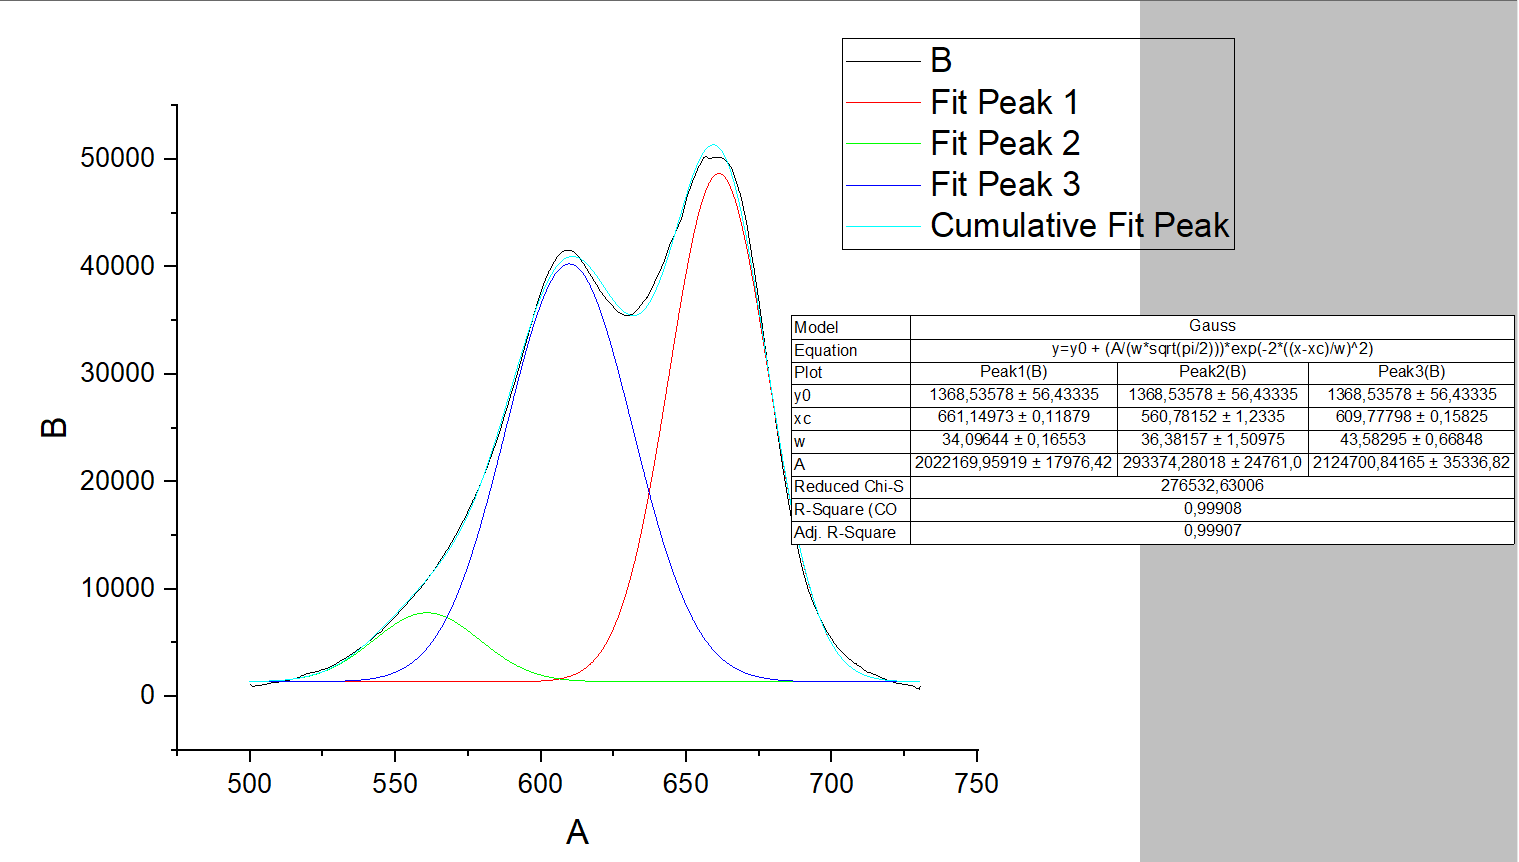 B
Fit Peak 1
Fit Peak 2
Fit Peak 3
Cumulative Fit Peak
50000
40000
30000
20000
10000
0
B
500 550 600 650 700 750
A
Model Gauss
Equation y=y0 + (A/(w*sqrt(pi/2)))*exp(-2*((x-xc)/w)^2)
Plot Peak1(B) Peak2(B) Peak3(B)
y0 1368,53578 ± 56,43335 1368,53578 ± 56,43335 1368,53578 ± 56,43335
xc 661,14973 ± 0,11879 560,78152 ± 1,2335 609,77798 ± 0,15825
w 34,09644 ± 0,16553 36,38157 ± 1,50975 43,58295 ± 0,66848
A 2022169,95919 ± 17976,42 293374,28018 ± 24761,0 2124700,84165 ± 35336,82
Reduced Chi-S 276532,63006
R-Square (CO 0,99908
Adj. R-Square 0,99907